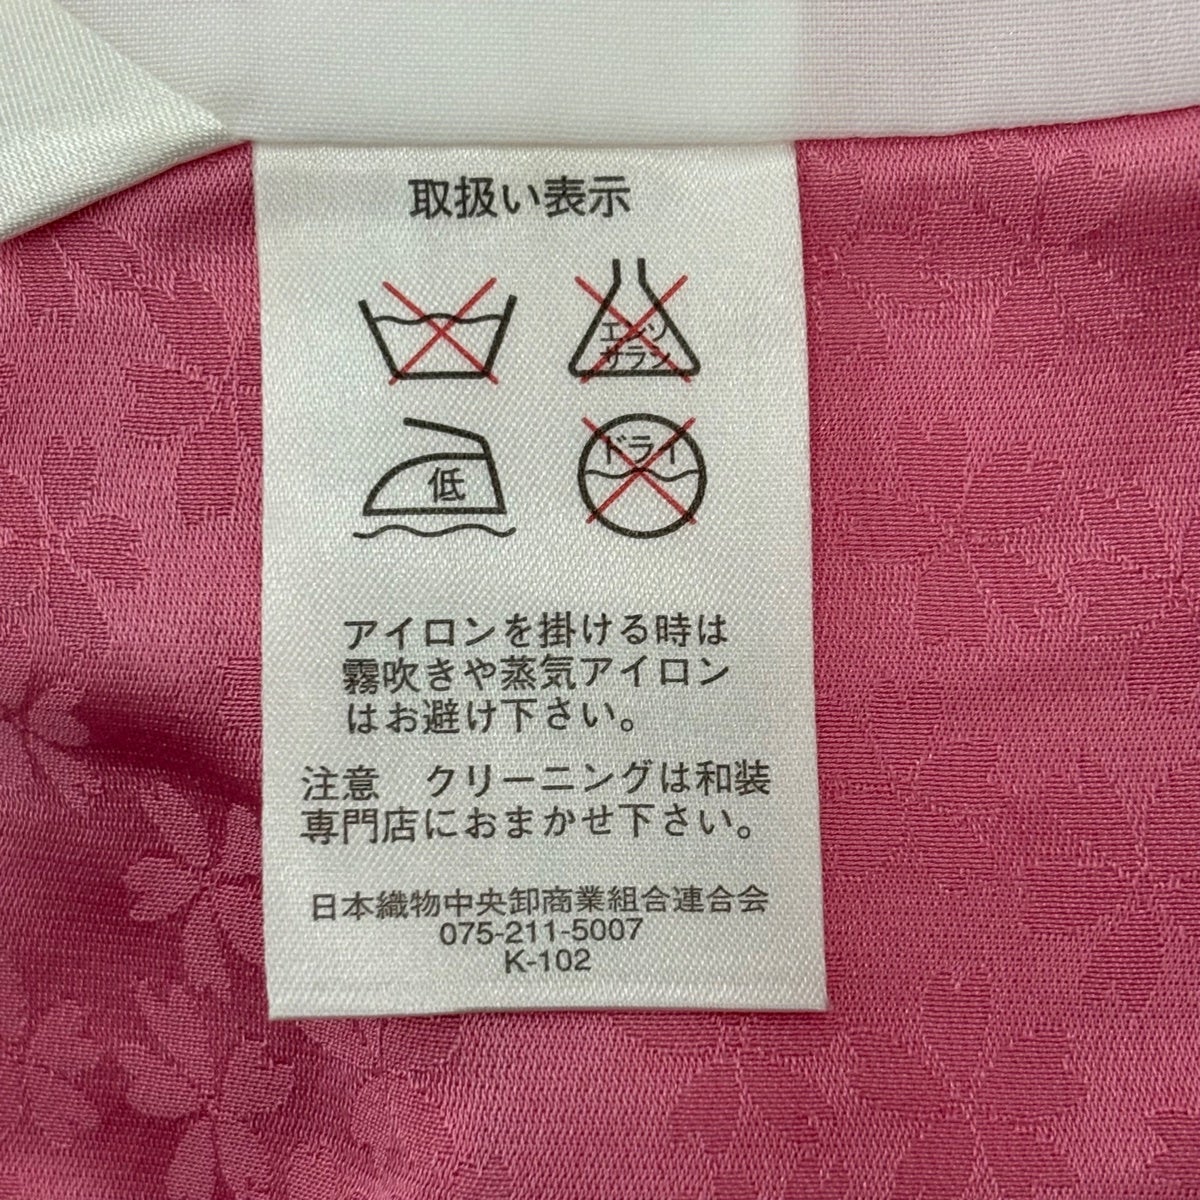 取扱い表示
エンソ
サラシ
低
ドライ
アイロンを掛ける時は
霧吹きや蒸気アイロン
はお避け下さい。
注意　クリーニングは和装
専門店におまかせ下さい。
日本織物中央卸商業組合連合会
075-211-5007
K-102